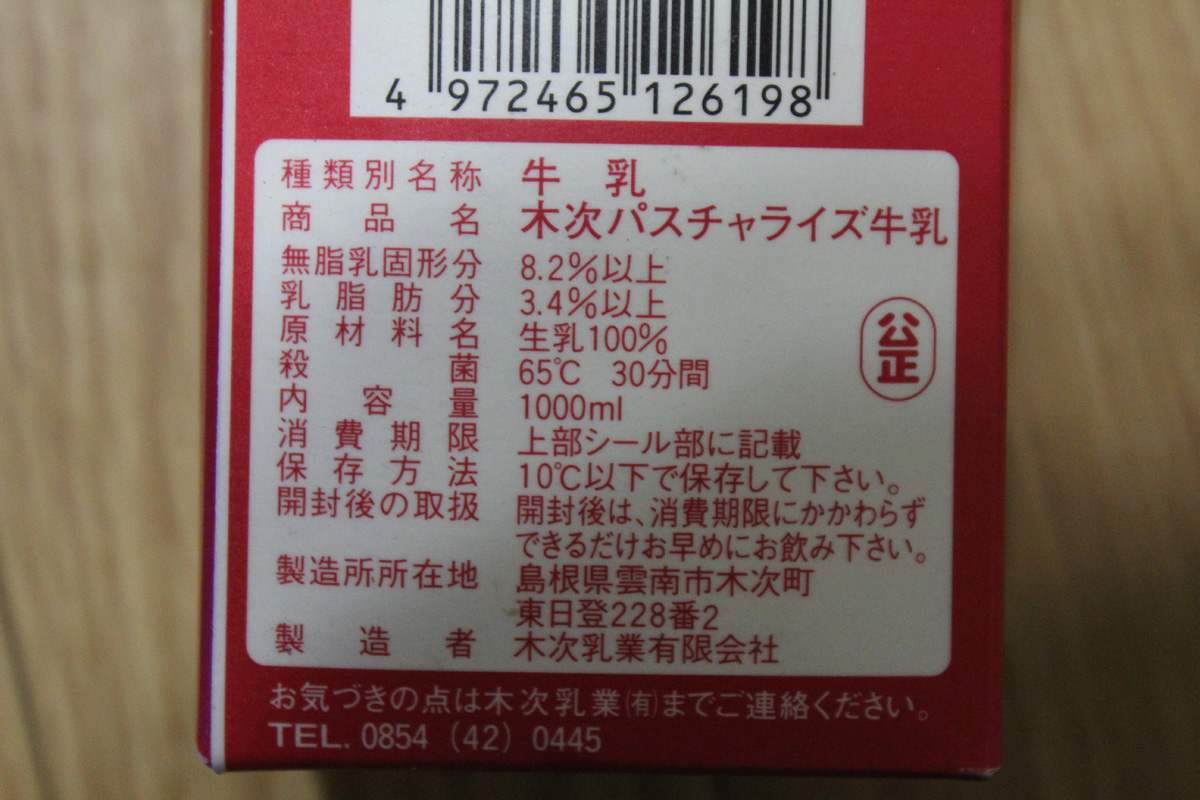 4 972465 126198
種類別名称 牛乳
商品名 木次パスチャライズ牛乳
無脂乳固形分 8.2%以上
乳脂肪分 3.4%以上
原材料名 生乳100%
殺菌 65℃ 30分間
内容量 1000ml
消費期限 上部シール部に記載
保存方法 10℃以下で保存して下さい。
開封後の取扱 開封後は、消費期限にかかわらず
できるだけお早めにお飲み下さい。
製造所所在地 島根県雲南市木次町
東日登228番2
製造者 木次乳業有限会社
公正
お気づきの点は木次乳業㈲までご連絡ください。
TEL. 0854 (42) 0445